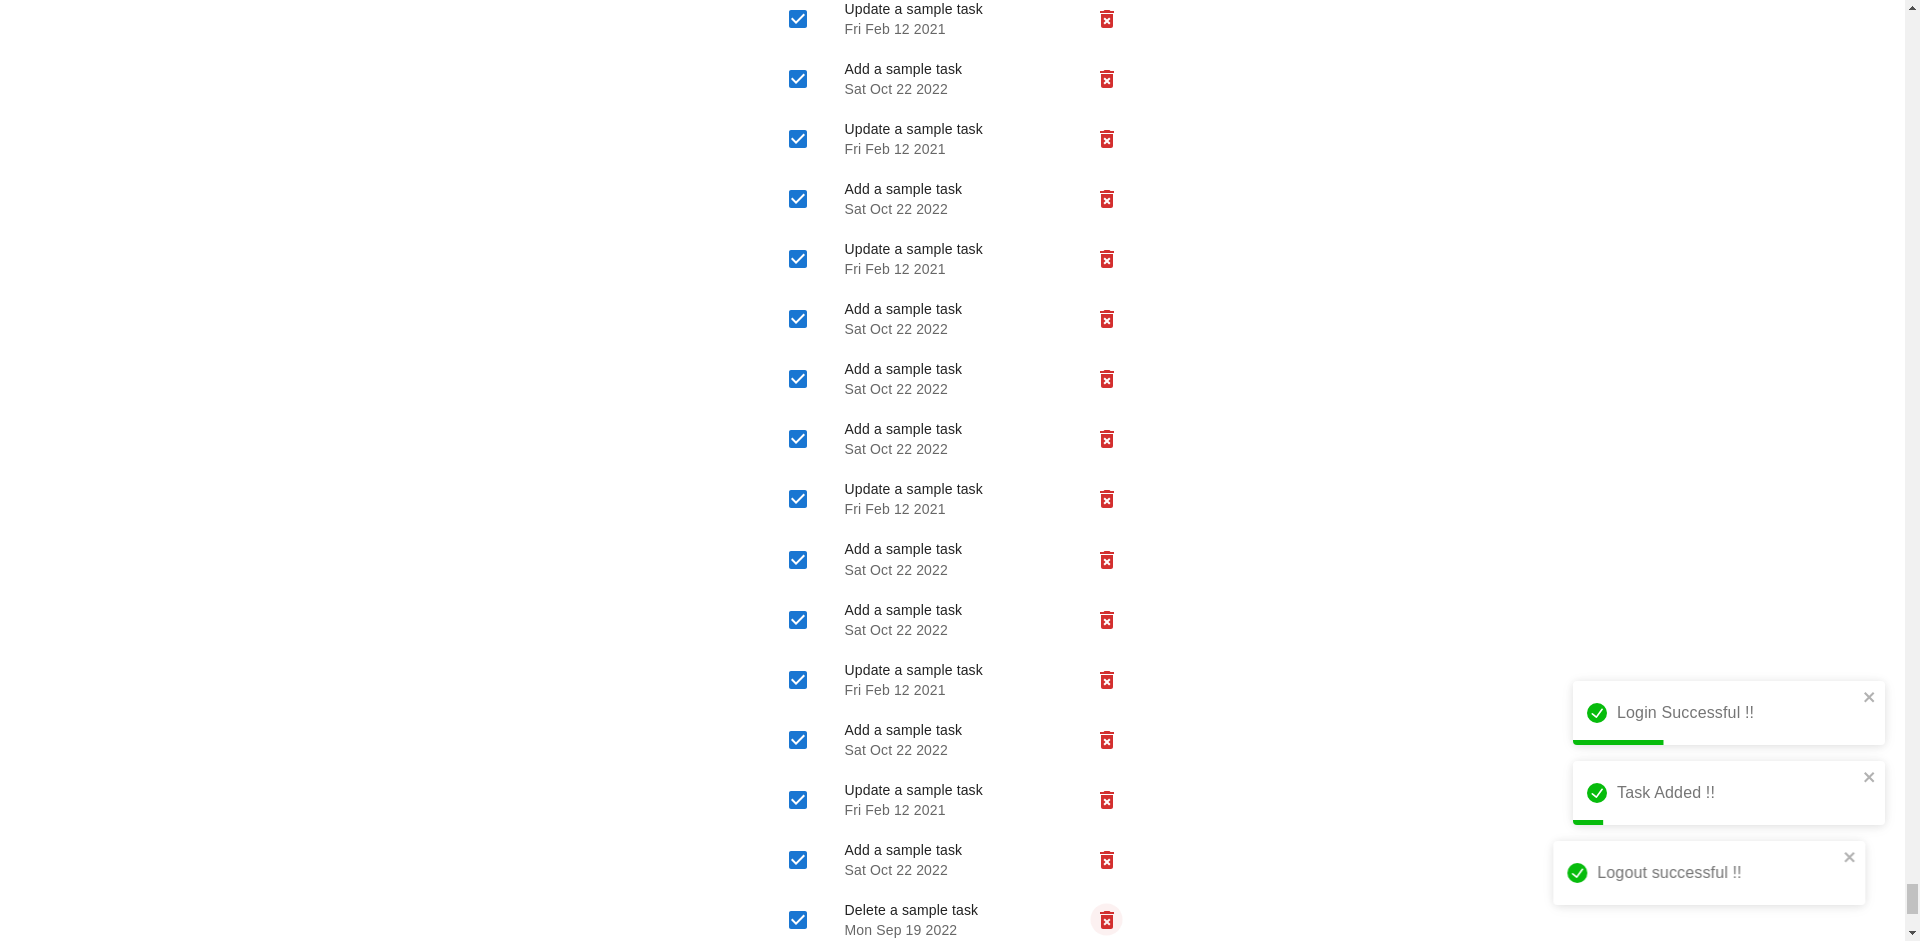 Update a sample task
Fri Feb 12 2021
Add a sample task
Sat Oct 22 2022
Update a sample task
Fri Feb 12 2021
Add a sample task
Sat Oct 22 2022
Update a sample task
Fri Feb 12 2021
Add a sample task
Sat Oct 22 2022
Add a sample task
Sat Oct 22 2022
Add a sample task
Sat Oct 22 2022
Update a sample task
Fri Feb 12 2021
Add a sample task
Sat Oct 22 2022
Add a sample task
Sat Oct 22 2022
Update a sample task
Fri Feb 12 2021
Add a sample task
Sat Oct 22 2022
Update a sample task
Fri Feb 12 2021
Add a sample task
Sat Oct 22 2022
Delete a sample task
Mon Sep 19 2022
Login Successful !!
Task Added !!
Logout successful !!